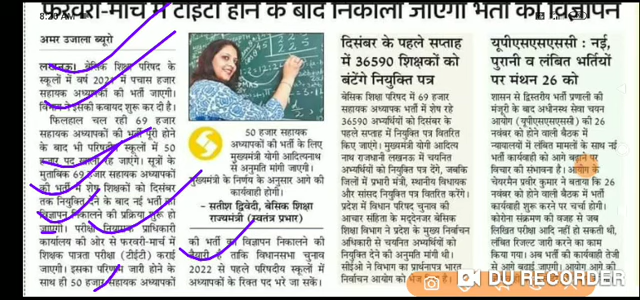 फरवरी-मार्च में टीईटी होने के बाद निकाला जाएगा भर्ती का विज्ञापन
अमर उजाला ब्यूरो
लखनऊ। बेसिक शिक्षा परिषद के
स्कूलों में वर्ष 2021 में पचास हजार
सहायक अध्यापकों की भर्ती जाएगी।
विभाग ने इसकी कवायद शुरू कर दी है।
फिलहाल चल रही 69 हजार
सहायक अध्यापकों की भर्ती पूरी होने
के बाद भी परिषदीय स्कूलों में 50
हजार पद खाली रह जाएंगे। सूत्रों के
मुताबिक 69 हजार सहायक अध्यापकों
की भर्ती में शेष शिक्षकों को दिसंबर
तक नियुक्ति देने के बाद नई भर्ती का
विज्ञापन निकालने की प्रक्रिया शुरू हो
जाएगी। परीक्षा नियामक प्राधिकारी
कार्यालय की ओर से फरवरी-मार्च में
शिक्षक पात्रता परीक्षा (टीईटी) कराई
जाएगी। इसका परिणाम जारी होने के
साथ ही 50 हजार सहायक अध्यापकों
50 हजार सहायक
अध्यापकों की भर्ती के लिए
मुख्यमंत्री योगी आदित्यनाथ
से अनुमति मांगी जाएगी।
मुख्यमंत्री के निर्णय के अनुसार आगे की
कार्यवाही होगी।
- सतीश द्विवेदी, बेसिक शिक्षा
राज्यमंत्री (स्वतंत्र प्रभार)
की भर्ती का विज्ञापन निकालने की
तैयारी है ताकि विधानसभा चुनाव
2022 से पहले परिषदीय स्कूलों में
अध्यापकों के रिक्त पद भरे जा सकें।
दिसंबर के पहले सप्ताह
में 36590 शिक्षकों को
बंटेंगे नियुक्ति पत्र
बेसिक शिक्षा परिषद में 69 हजार
सहायक अध्यापक भर्ती में शेष रहे
36590 अभ्यर्थियों को दिसंबर के
पहले सप्ताह में नियुक्ति पत्र वितरित
किए जाएंगे। मुख्यमंत्री योगी आदित्य
नाथ राजधानी लखनऊ में चयनित
अभ्यर्थियों को नियुक्ति पत्र देंगे, जबकि
जिलों में प्रभारी मंत्री, स्थानीय विधायक
और सांसद नियुक्ति पत्र वितरित करेंगे।
प्रदेश में विधान परिषद चुनाव की
आचार संहिता के मद्देनजर बेसिक
शिक्षा विभाग ने प्रदेश के मुख्य निर्वाचन
अधिकारी से चयनित अभ्यर्थियों को
नियुक्ति देने की अनुमति मांगी थी।
सीईओ ने विभाग का प्रार्थनापत्र भारत
निर्वाचन आयोग को भेज
यूपीएसएसएससी : नई,
पुरानी व लंबित भर्तियों
पर मंथन 26 को
शासन से द्विस्तरीय भर्ती प्रणाली की
मंजूरी के बाद अधीनस्थ सेवा चयन
आयोग (यूपीएसएसएससी) की 26
नवंबर को होने वाली बैठक में
न्यायालयों में लंबित मामलों के साथ नई
भर्ती कार्यवाही को आगे बढ़ाने पर
विचार की संभावना है। आयोग के
चेयरमैन प्रवीर कुमार ने बताया कि 26
नवंबर को होने वाली बैठक में भर्ती
कार्यवाही शुरू करने पर चर्चा होगी।
कोरोना संक्रमण की वजह से जब
लिखित परीक्षा आदि नहीं हो सकती थी,
लंबित रिजल्ट जारी करने का काम
किया गया। अब भर्ती की कार्यवाही तेजी
से आगे बढ़ाई जाएगी। आयोग आगे की
DU RECORDER